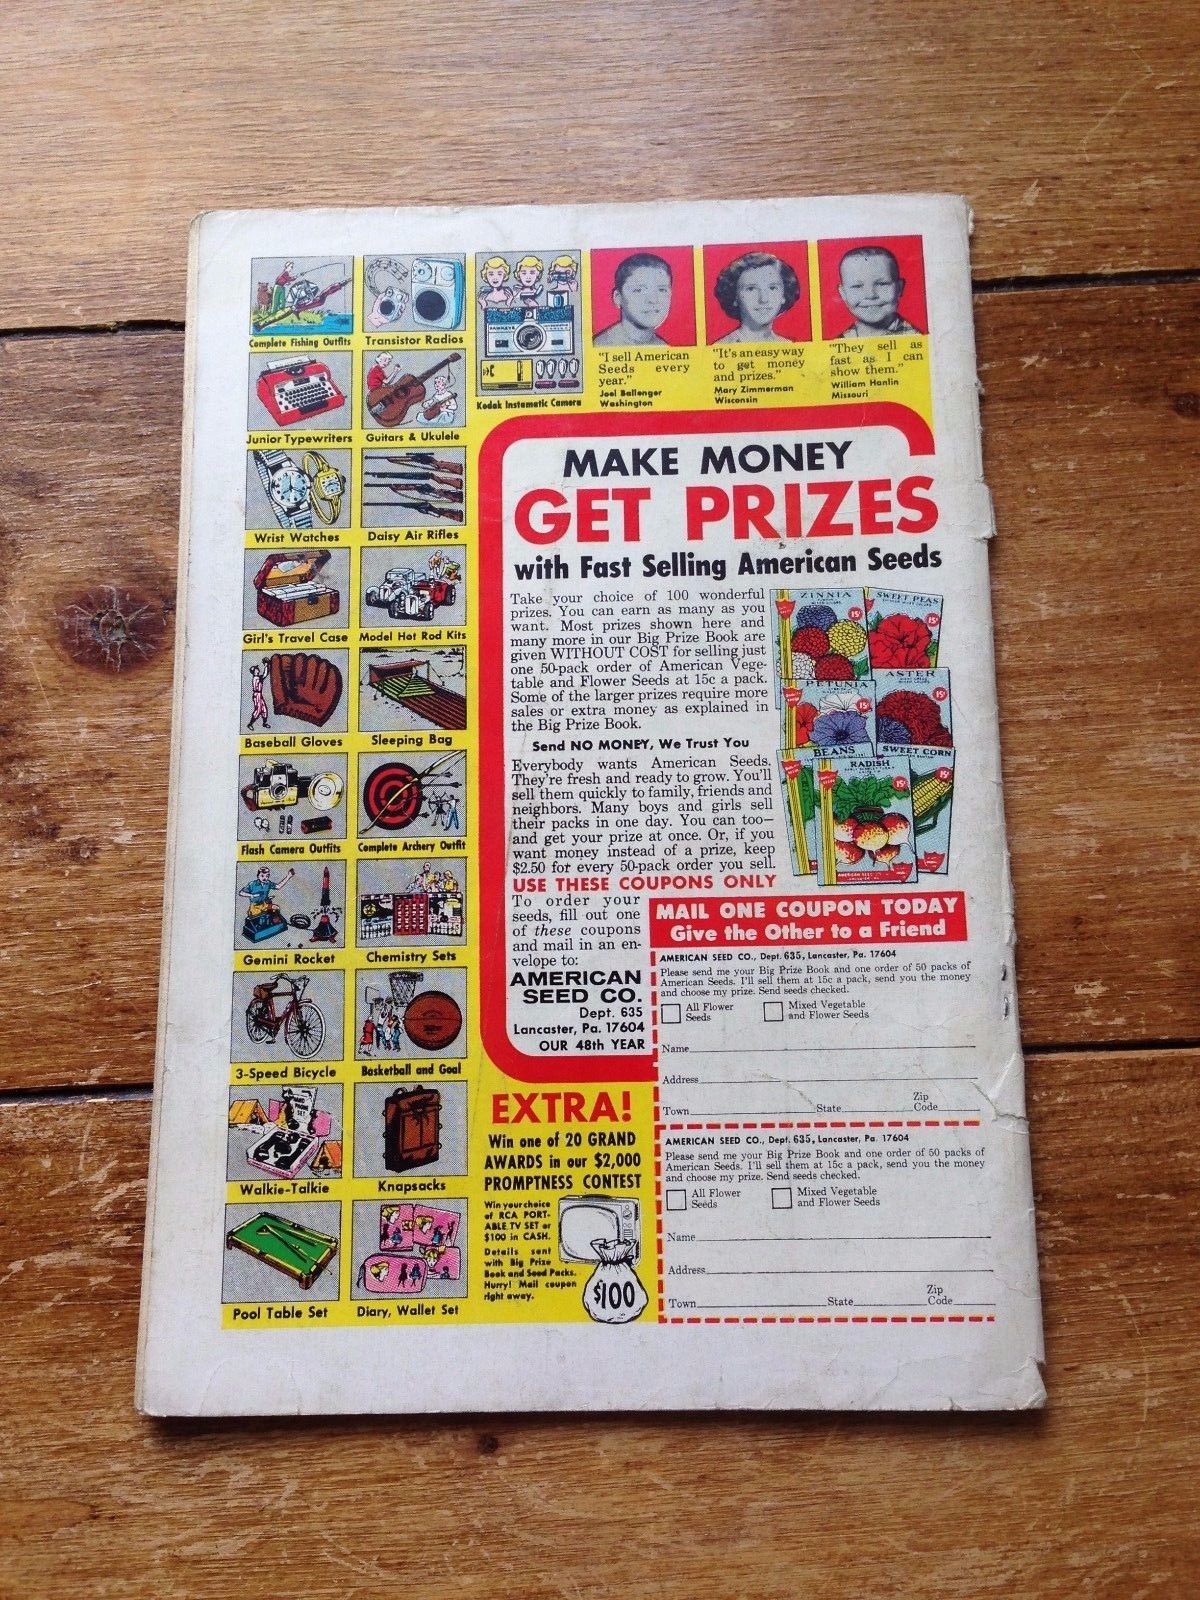 Complete Fishing Outfits
Transistor Radios
Junior Typewriters
Guitars & Ukulele
Kodak Instamatic Camera
Wrist Watches
Daisy Air Rifles
Girl's Travel Case
Model Hot Rod Kits
Baseball Gloves
Sleeping Bag
Flash Camera Outfits
Complete Archery Outfit
Gemini Rocket
Chemistry Sets
3-Speed Bicycle
Basketball and Goal
Walkie-Talkie
Knapsacks
Pool Table Set
Diary, Wallet Set
"I sell American
Seeds every
year."
Joel Ballenger
Washington
"It's an easy way
to get money
and prizes."
Mary Zimmerman
Wisconsin
"They sell as
fast as I can
show them."
William Hanlin
Missouri
MAKE MONEY
GET PRIZES
with Fast Selling American Seeds
Take your choice of 100 wonderful
prizes. You can earn as many as you
want. Most prizes shown here and
many more in our Big Prize Book are
given WITHOUT COST for selling just
one 50-pack order of American Vege-
table and Flower Seeds at 15c a pack.
Some of the larger prizes require more
sales or extra money as explained in
the Big Prize Book.
Send NO MONEY, We Trust You
Everybody wants American Seeds.
They're fresh and ready to grow. You'll
sell them quickly to family, friends and
neighbors. Many boys and girls sell
their packs in one day. You can too—
and get your prize at once. Or, if you
want money instead of a prize, keep
$2.50 for every 50-pack order you sell.
USE THESE COUPONS ONLY
To order your
seeds, fill out one
of these coupons
and mail in an en-
velope to:
AMERICAN
SEED CO.
Dept. 635
Lancaster, Pa. 17604
OUR 48th YEAR
ZINNIA
15¢
SWEET PEAS
15¢
PETUNIA
15¢
ASTER
15¢
BEANS
SWEET CORN
15¢
RADISH
15¢
MAIL ONE COUPON TODAY
Give the Other to a Friend
AMERICAN SEED CO., Dept. 635, Lancaster, Pa. 17604
Please send me your Big Prize Book and one order of 50 packs of
American Seeds. I'll sell them at 15c a pack, send you the money
and choose my prize. Send seeds checked.
All Flower
Seeds
Mixed Vegetable
and Flower Seeds
Name
Address
Town State Zip
Code
AMERICAN SEED CO., Dept. 635, Lancaster, Pa. 17604
Please send me your Big Prize Book and one order of 50 packs of
American Seeds. I'll sell them at 15c a pack, send you the money
and choose my prize. Send seeds checked.
All Flower
Seeds
Mixed Vegetable
and Flower Seeds
Name
Address
Town State Zip
Code
EXTRA!
Win one of 20 GRAND
AWARDS in our $2,000
PROMPTNESS CONTEST
Win your choice
of RCA PORT-
ABLE TV SET or
$100 in CASH.
Details sent
with Big Prize
Book and Seed Packs.
Hurry! Mail coupon
right away.
$100